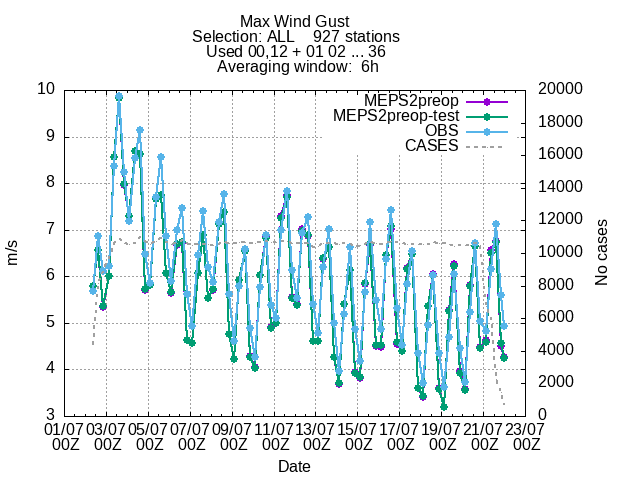 Max Wind Gust
Selection: ALL    927 stations
Used 00,12 + 01 02 ... 36
Averaging window:  6h
MEPS2preop
MEPS2preop-test
OBS
CASES
10
9
8
7
6
5
4
3
m/s
20000
18000
16000
14000
12000
10000
8000
6000
4000
2000
0
No cases
01/07 03/07 05/07 07/07 09/07 11/07 13/07 15/07 17/07 19/07 21/07 23/07
00Z 00Z 00Z 00Z 00Z 00Z 00Z 00Z 00Z 00Z 00Z 00Z
Date